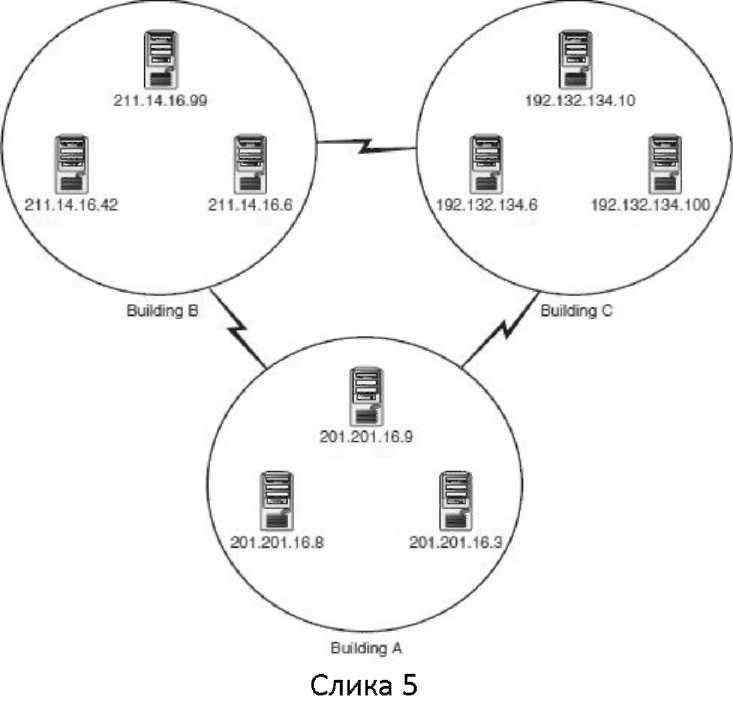 211.14.16.99
192.132.134.10
211.14.16.42
211.14.16.6
192.132.134.6
192.132.134.100
Building B
Building C
201.201.16.9
201.201.16.8
201.201.16.3
Building A
Слика 5